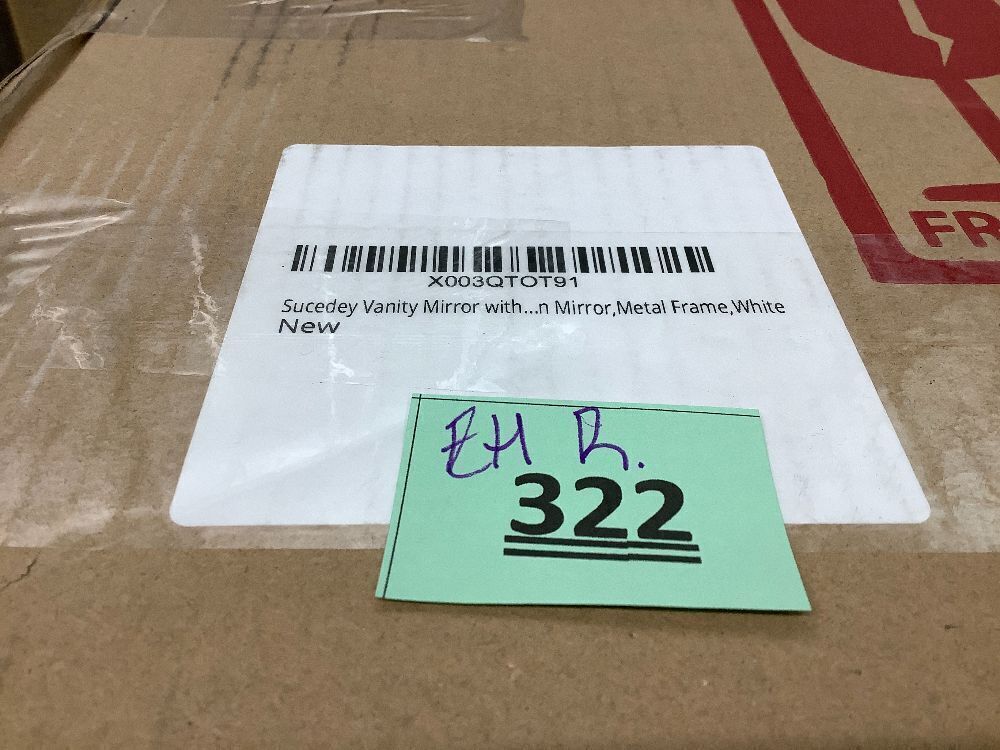 FR
X003QTOT91
Sucedey Vanity Mirror with...n Mirror,Metal Frame,White
New
EH R.
322